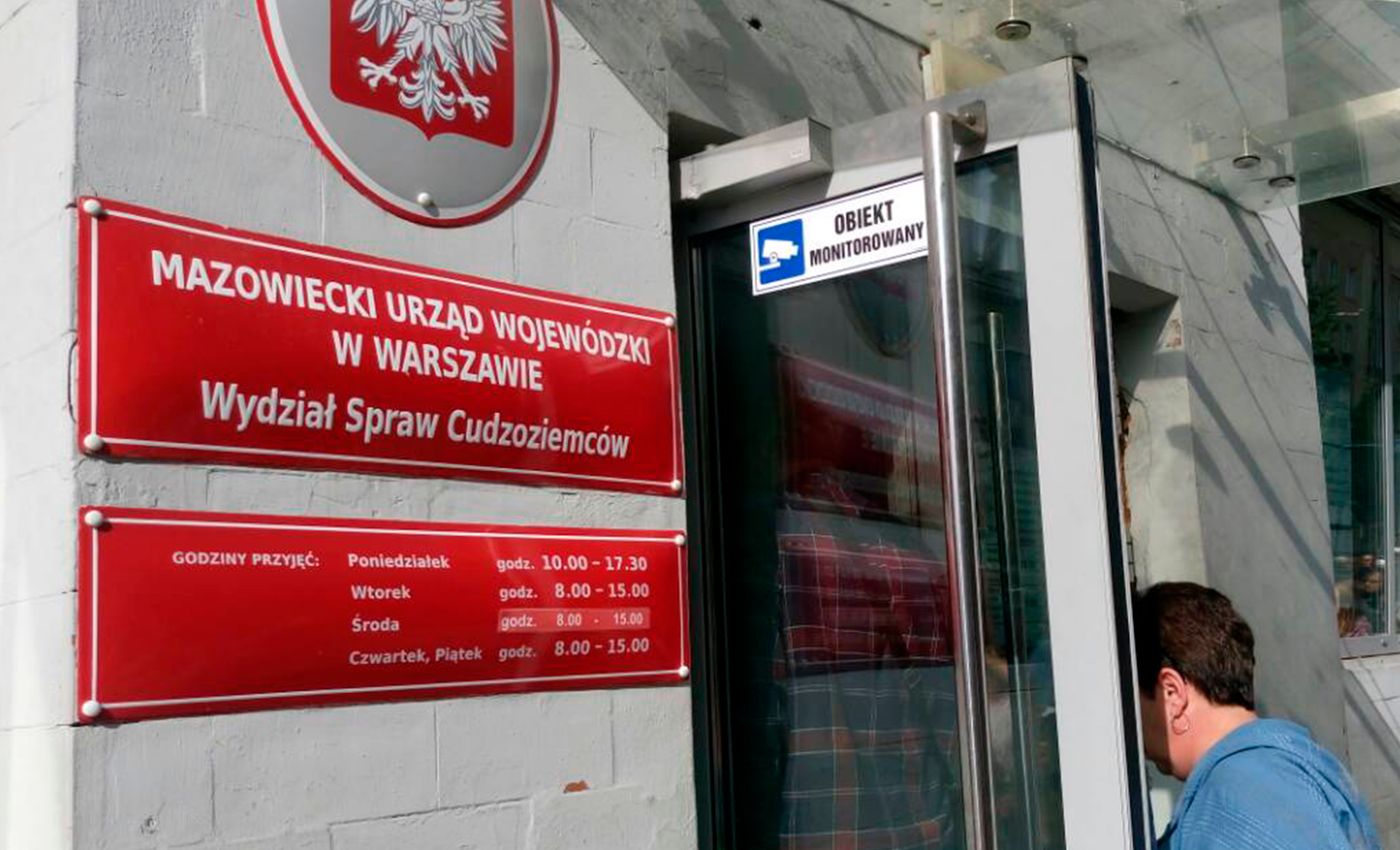 MAZOWIECKI URZĄD WOJEWÓDZKI
W WARSZAWIE
Wydział Spraw Cudzoziemców
GODZINY PRZYJĘĆ: Poniedziałek godz. 10.00 – 17.30
Wtorek godz. 8.00 – 15.00
Środa godz. 8.00 - 15.00
Czwartek, Piątek godz. 8.00 – 15.00
OBIEKT
MONITOROWANY